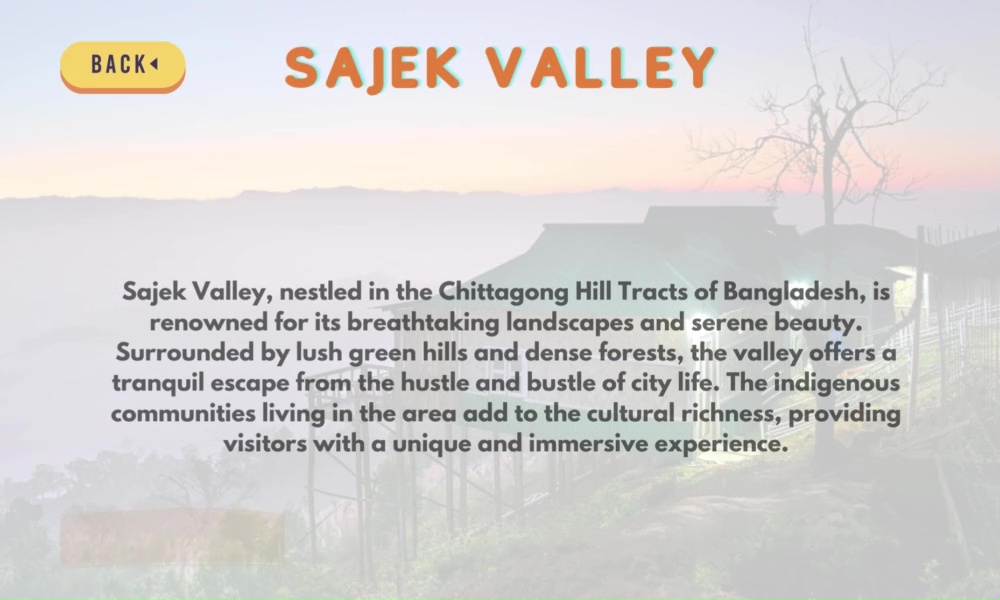 BACK
SAJEK VALLEY
Sajek Valley, nestled in the Chittagong Hill Tracts of Bangladesh, is
renowned for its breathtaking landscapes and serene beauty.
Surrounded by lush green hills and dense forests, the valley offers a
tranquil escape from the hustle and bustle of city life. The indigenous
communities living in the area add to the cultural richness, providing
visitors with a unique and immersive experience.